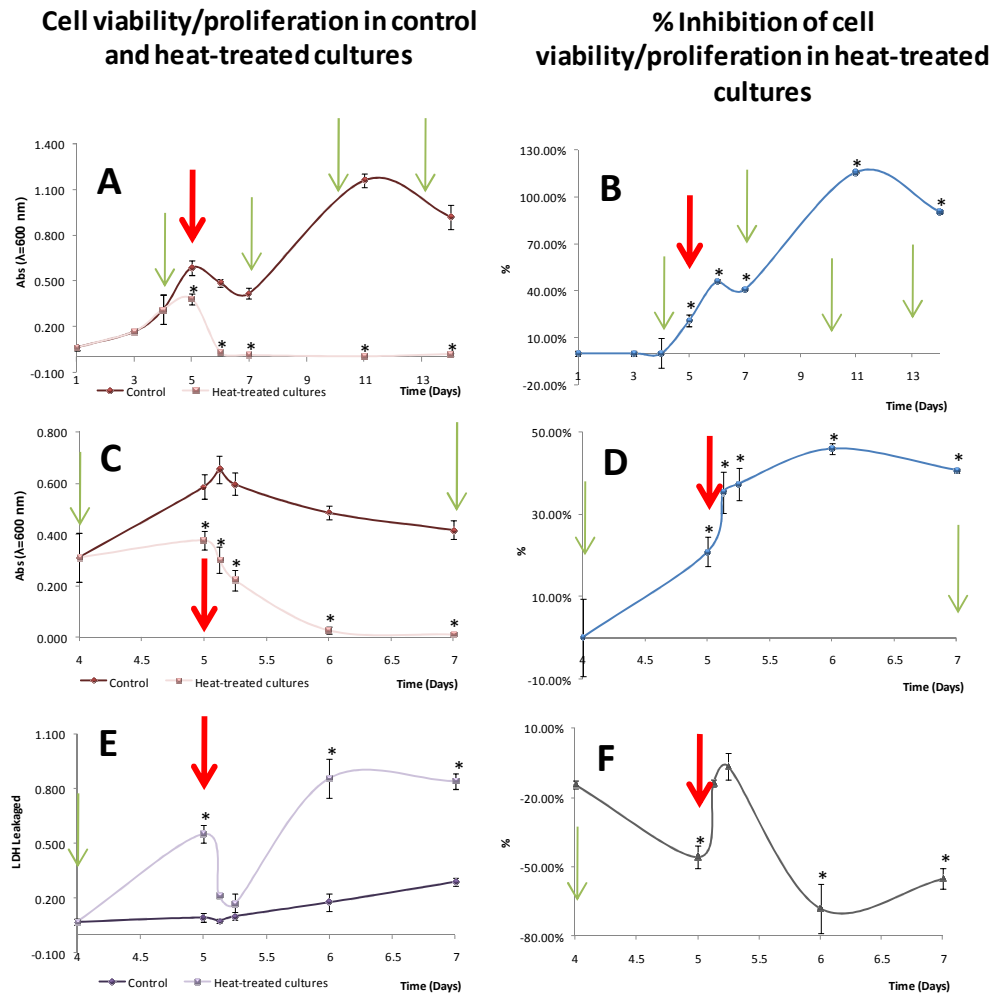 Cell viability/proliferation in control
and heat-treated cultures
% Inhibition of cell
viability/proliferation in heat-treated
cultures
A
Abs (λ=600 nm)
1.400
1.100
0.800
0.500
0.200
-0.100
* * * * *
1 3 5 7 9 11 13
Control Heat-treated cultures Time (Days)
B
%
130.00%
100.00%
70.00%
40.00%
10.00%
-20.00%
* * * * *
1 3 5 7 9 11 13
Time (Days)
C
Abs (λ=600 nm)
0.800
0.600
0.400
0.200
0.000
* * * * *
4 4.5 5 5.5 6 6.5 7
Control Heat-treated cultures Time (Days)
D
%
50.00%
30.00%
10.00%
-10.00%
* * * * *
4 4.5 5 5.5 6 6.5 7
Time (Days)
E
LDH Leakaged
1.100
0.800
0.500
0.200
-0.100
* * *
4 4.5 5 5.5 6 6.5 7
Control Heat-treated cultures Time (Days)
F
%
10.00%
-20.00%
-50.00%
-80.00%
* * *
4 4.5 5 5.5 6 6.5 7
Time (Days)